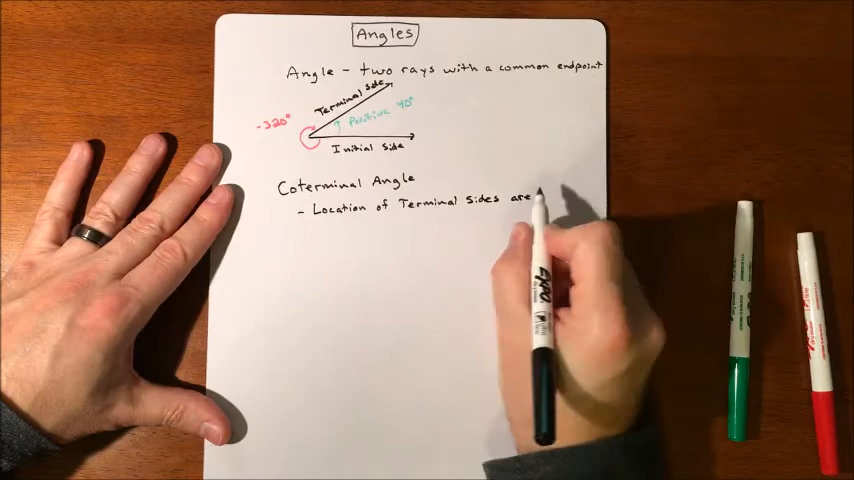 Angles
Angle - two rays with a common endpoint
Terminal side
-320° Positive 40°
Initial side
Coterminal Angle
- Location of Terminal Sides are
EXPO